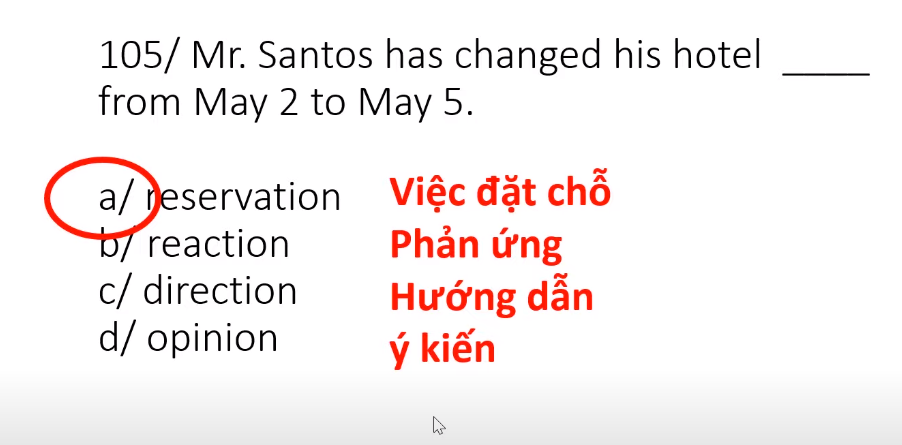 105/ Mr. Santos has changed his hotel ____
from May 2 to May 5.
a/ reservation Việc đặt chỗ
b/ reaction Phản ứng
c/ direction Hướng dẫn
d/ opinion ý kiến